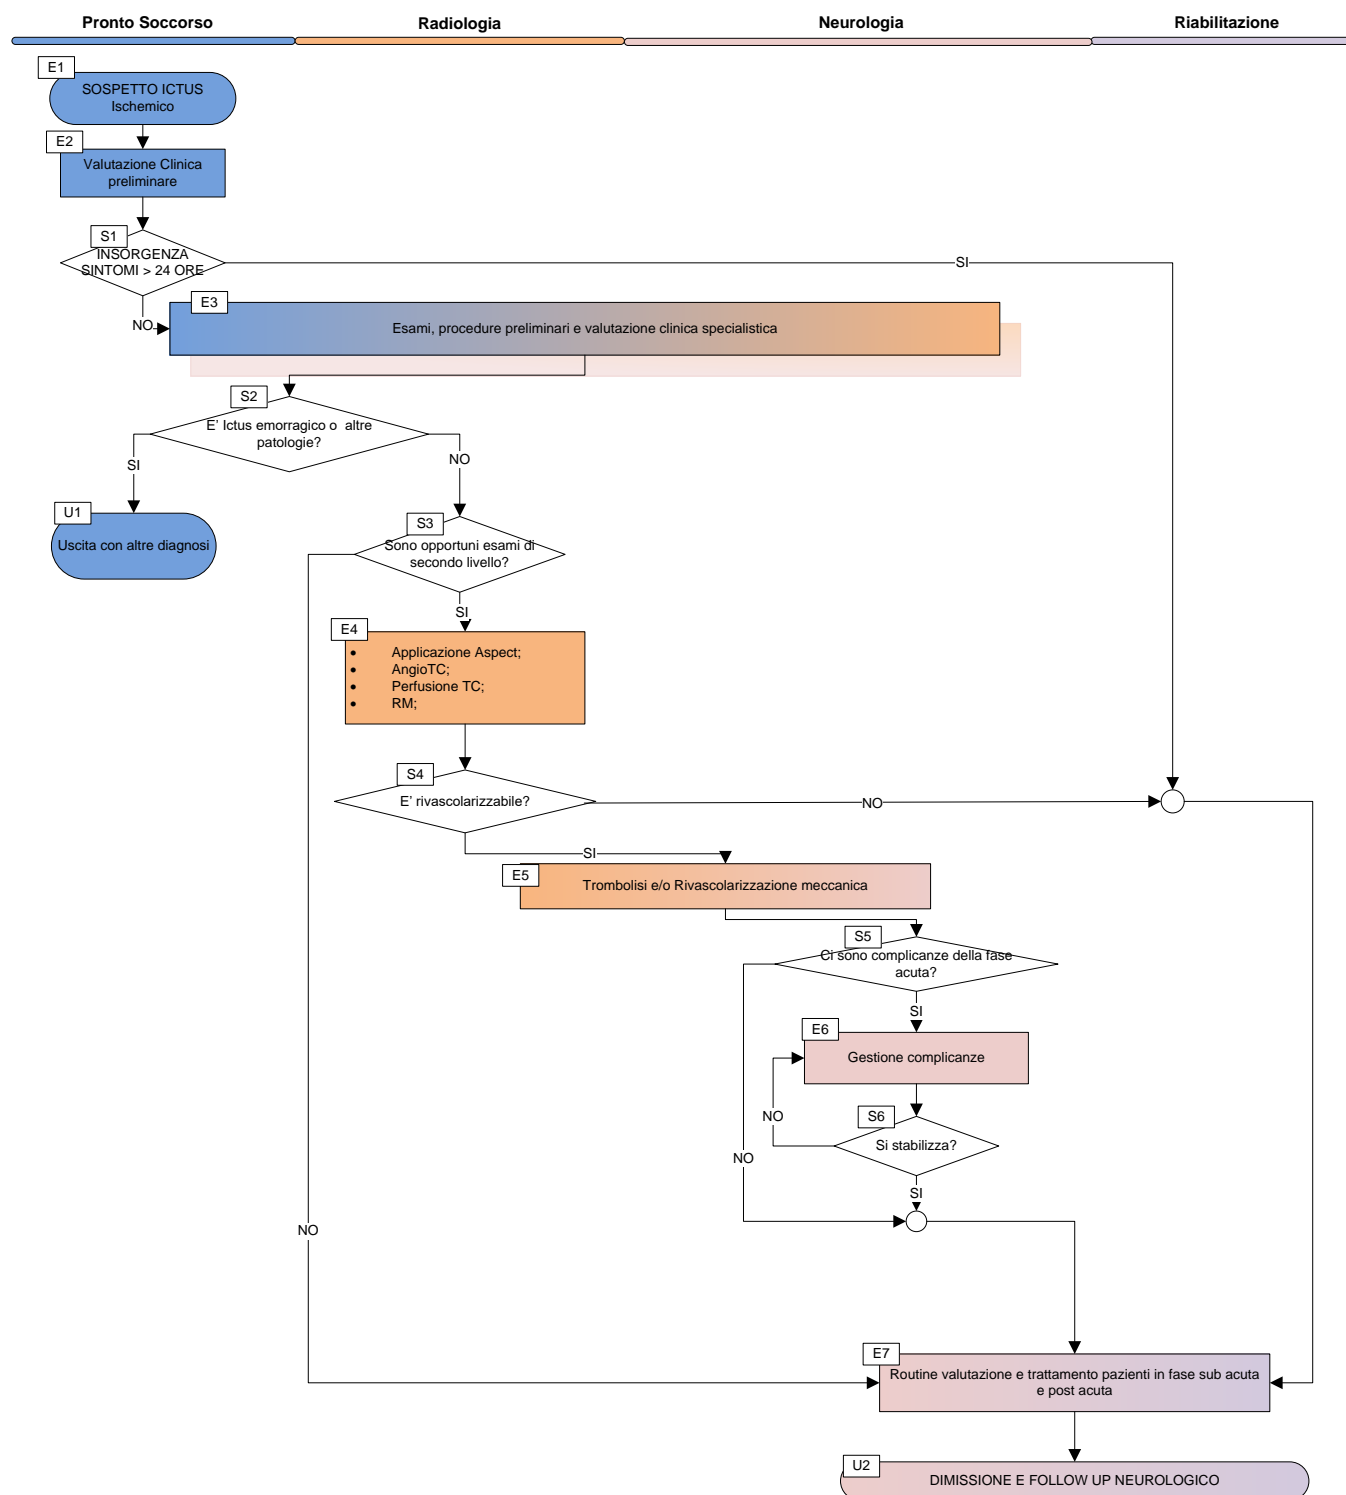 Pronto Soccorso
Radiologia
Neurologia
Riabilitazione
E1
SOSPETTO ICTUS
Ischemico
E2
Valutazione Clinica
preliminare
S1
INSORGENZA
SINTOMI > 24 ORE
SI
NO
E3
Esami, procedure preliminari e valutazione clinica specialistica
S2
E' Ictus emorragico o altre
patologie?
SI
NO
U1
Uscita con altre diagnosi
S3
Sono opportuni esami di
secondo livello?
SI
E4
• Applicazione Aspect;
• AngioTC;
• Perfusione TC;
• RM;
S4
E' rivascolarizzabile?
NO
SI
E5
Trombolisi e/o Rivascolarizzazione meccanica
S5
Ci sono complicanze della fase
acuta?
SI
E6
Gestione complicanze
NO
S6
Si stabilizza?
NO
SI
NO
E7
Routine valutazione e trattamento pazienti in fase sub acuta
e post acuta
U2
DIMISSIONE E FOLLOW UP NEUROLOGICO